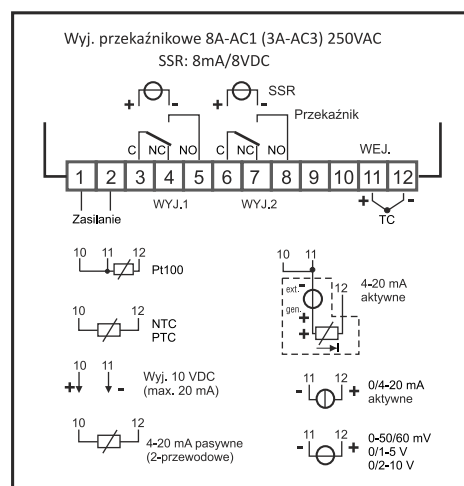 Wyj. przekaźnikowe 8A-AC1 (3A-AC3) 250VAC
SSR: 8mA/8VDC
+ - + - SSR
Przekaźnik
C NC NO C NC NO WEJ.
1 2 3 4 5 6 7 8 9 10 11 12
Zasilanie WYJ.1 WYJ.2 + - TC
10 11 12
Pt100
10 12
NTC
PTC
10 11
+ -
Wyj. 10 VDC
(max. 20 mA)
10 12
4-20 mA pasywne
(2-przewodowe)
10 11
ext. - 12
gen. +
+
4-20 mA
aktywne
11 12
- +
0/4-20 mA
aktywne
11 12
- +
0-50/60 mV
0/1-5 V
0/2-10 V